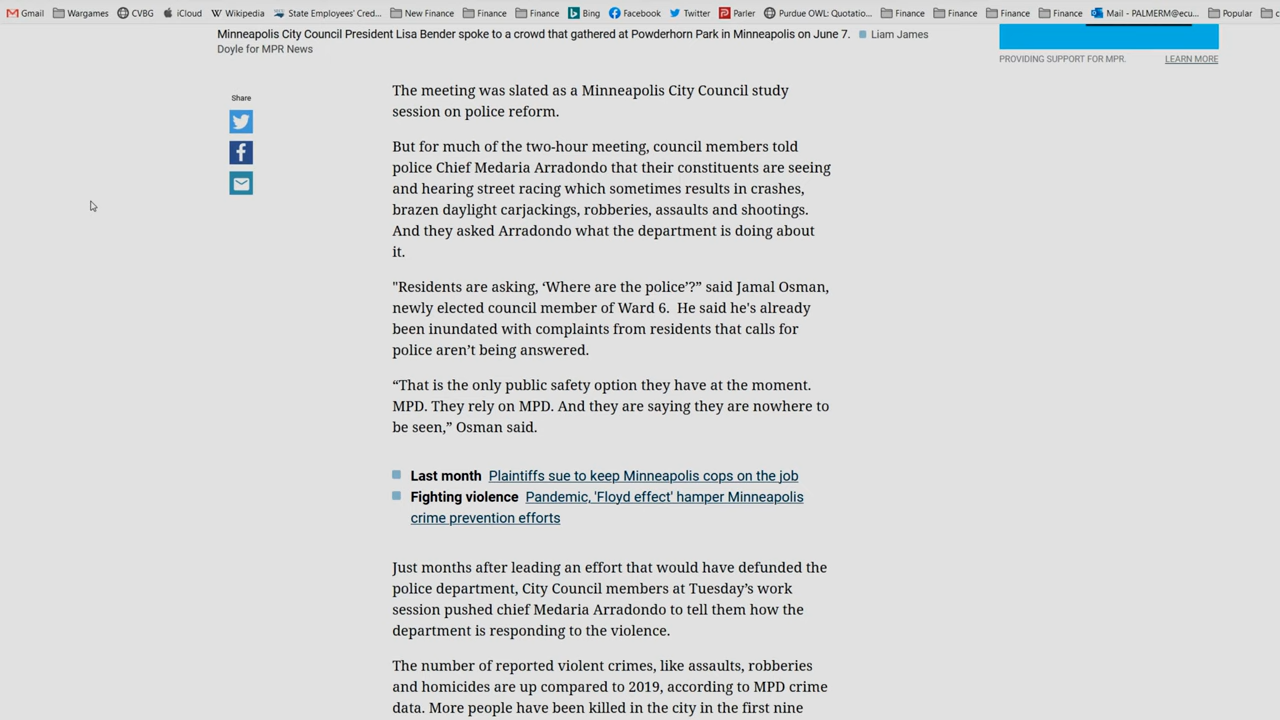 Gmail Wargames CVBG iCloud Wikipedia State Employees' Cred... New Finance Finance Finance Bing Facebook Twitter Parler Purdue OWL: Quotatio... Finance Finance Finance Finance Mail - PALMERM@ecu... Popular
Minneapolis City Council President Lisa Bender spoke to a crowd that gathered at Powderhorn Park in Minneapolis on June 7. Liam James
Doyle for MPR News
PROVIDING SUPPORT FOR MPR. LEARN MORE
Share
The meeting was slated as a Minneapolis City Council study
session on police reform.
But for much of the two-hour meeting, council members told
police Chief Medaria Arradondo that their constituents are seeing
and hearing street racing which sometimes results in crashes,
brazen daylight carjackings, robberies, assaults and shootings.
And they asked Arradondo what the department is doing about
it.
"Residents are asking, ‘Where are the police’?” said Jamal Osman,
newly elected council member of Ward 6.  He said he's already
been inundated with complaints from residents that calls for
police aren’t being answered.
“That is the only public safety option they have at the moment.
MPD. They rely on MPD. And they are saying they are nowhere to
be seen,” Osman said.
Last month Plaintiffs sue to keep Minneapolis cops on the job
Fighting violence Pandemic, 'Floyd effect' hamper Minneapolis
crime prevention efforts
Just months after leading an effort that would have defunded the
police department, City Council members at Tuesday’s work
session pushed chief Medaria Arradondo to tell them how the
department is responding to the violence.
The number of reported violent crimes, like assaults, robberies
and homicides are up compared to 2019, according to MPD crime
data. More people have been killed in the city in the first nine